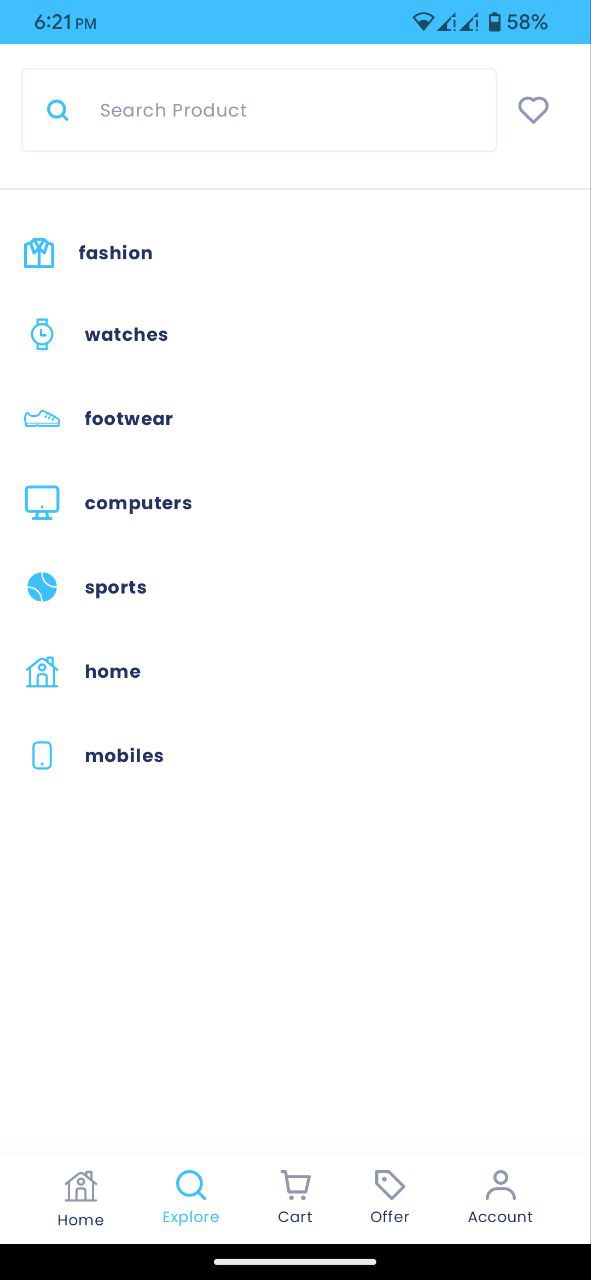 6:21 PM 58%
Search Product
fashion
watches
footwear
computers
sports
home
mobiles
Home Explore Cart Offer Account